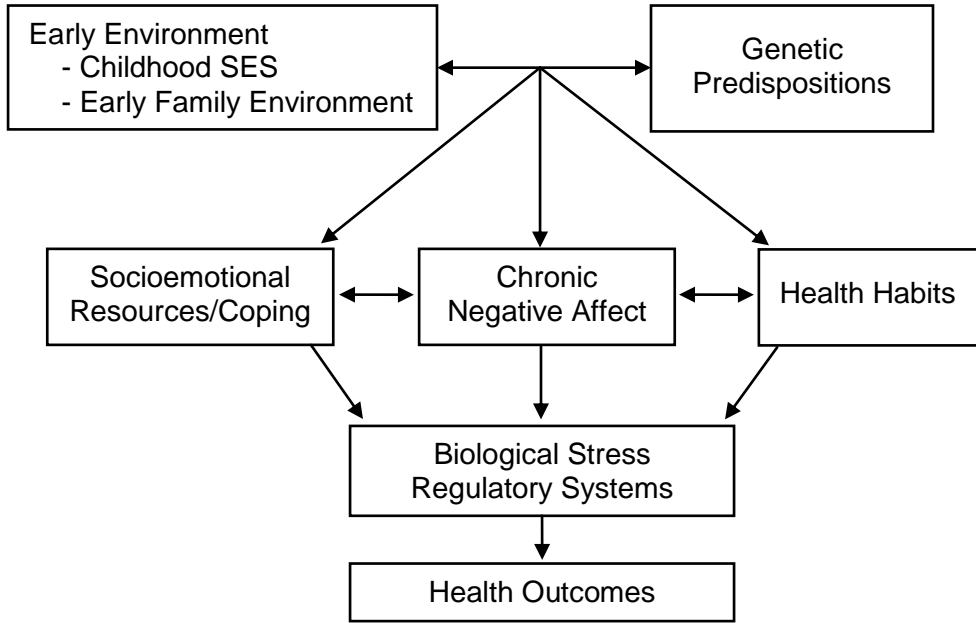 Early Environment
- Childhood SES
- Early Family Environment
Genetic
Predispositions
Socioemotional
Resources/Coping
Chronic
Negative Affect
Health Habits
Biological Stress
Regulatory Systems
Health Outcomes